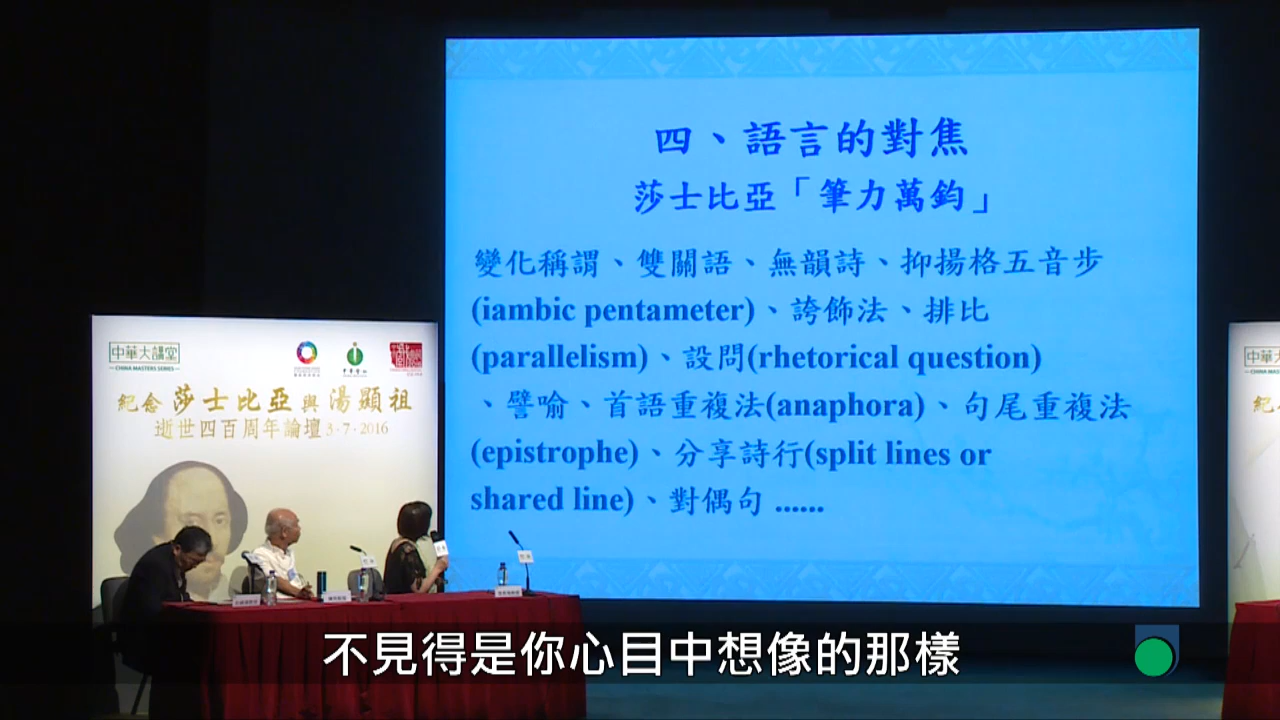 四、語言的對焦
莎士比亞「筆力萬鈞」
變化稱謂、雙關語、無韻詩、抑揚格五音步
(iambic pentameter)、誇飾法、排比
(parallelism)、設問(rhetorical question)
、譬喻、首語重複法(anaphora)、句尾重複法
(epistrophe)、分享詩行(split lines or
shared line)、對偶句 ......
中華大講堂
CHINA MASTERS SERIES
紀念莎士比亞與湯顯祖
逝世四百周年論壇 3·7·2016
不見得是你心目中想像的那樣